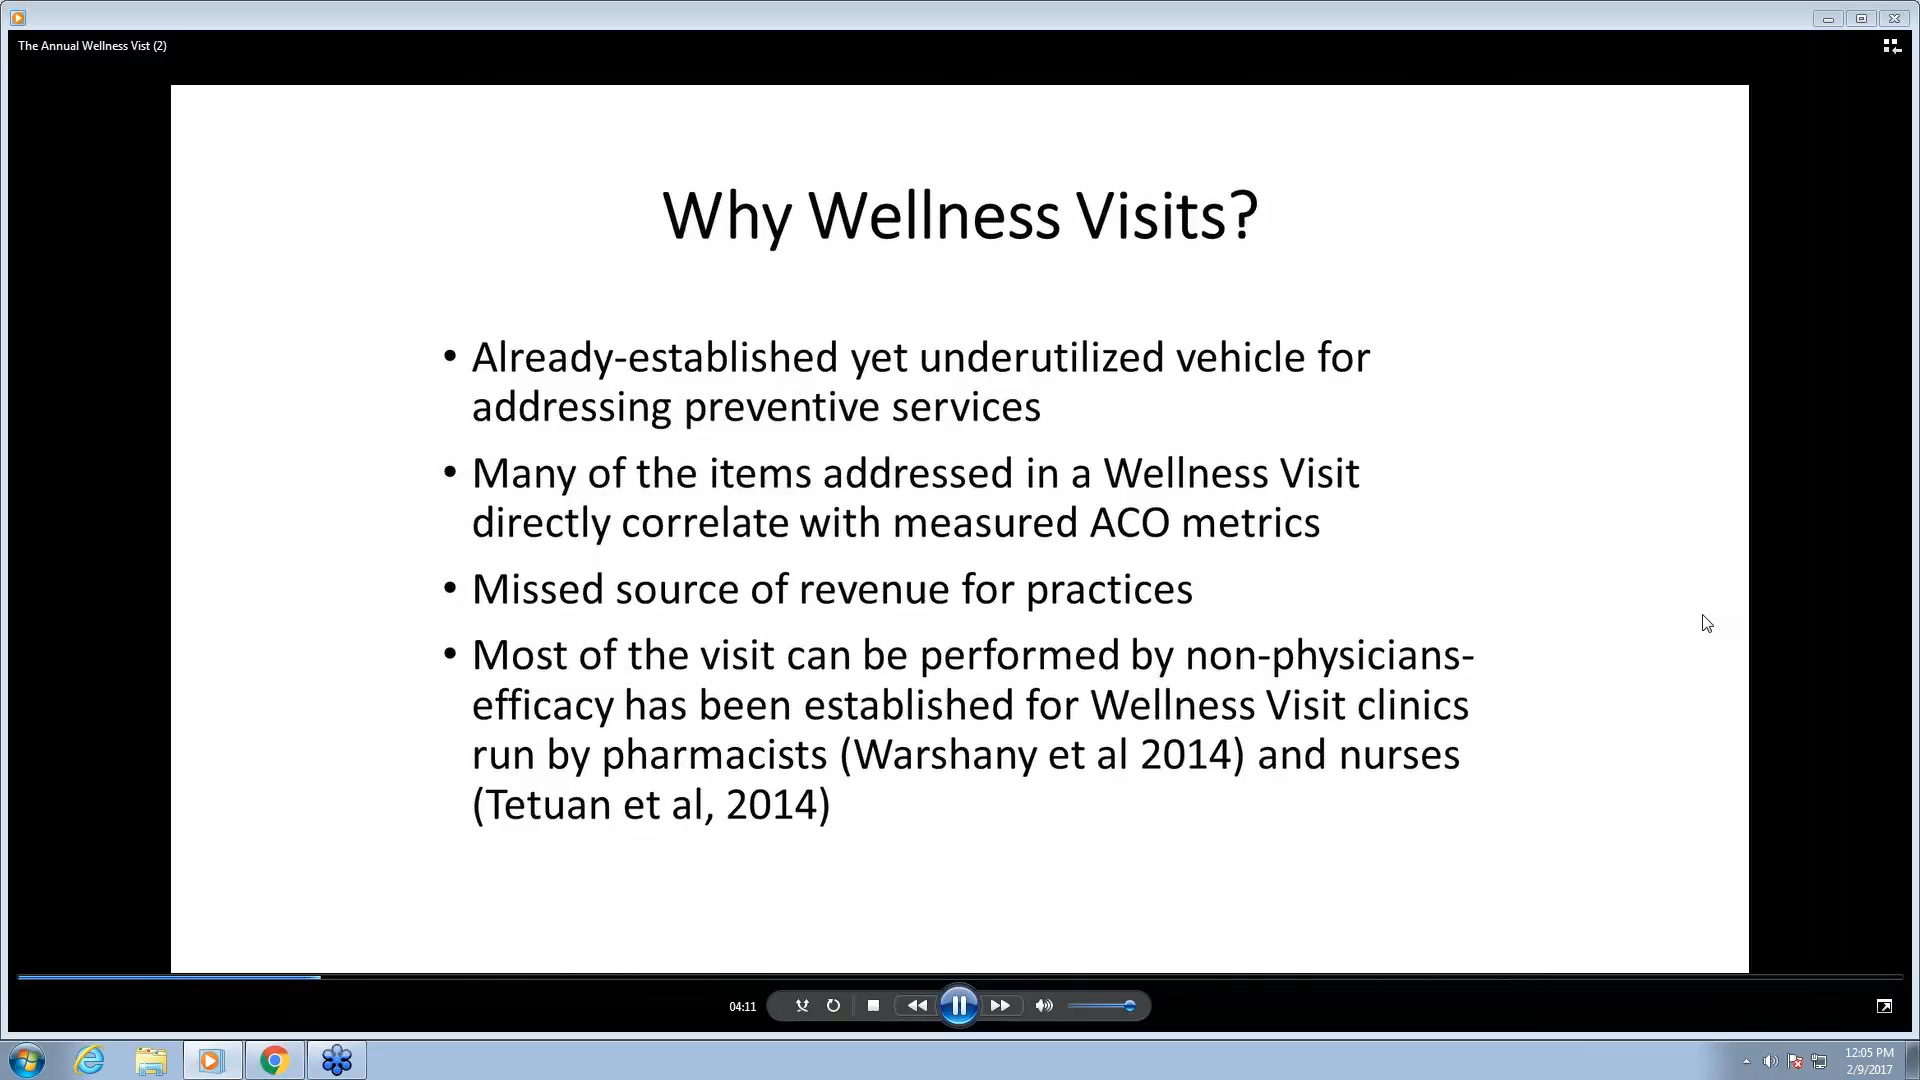 The Annual Wellness Vist (2)
Why Wellness Visits?
• Already-established yet underutilized vehicle for
addressing preventive services
• Many of the items addressed in a Wellness Visit
directly correlate with measured ACO metrics
• Missed source of revenue for practices
• Most of the visit can be performed by non-physicians-
efficacy has been established for Wellness Visit clinics
run by pharmacists (Warshany et al 2014) and nurses
(Tetuan et al, 2014)
04:11
12:05 PM
2/9/2017